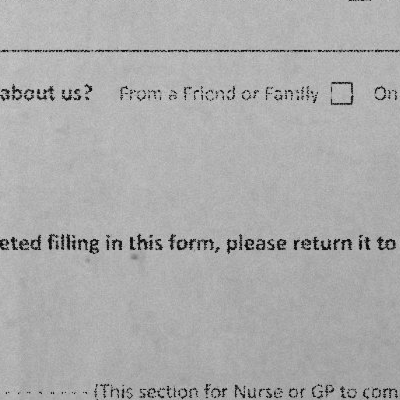 about us? From a Friend or Family On
eted filling in this form, please return it to
(This section for Nurse or GP to com